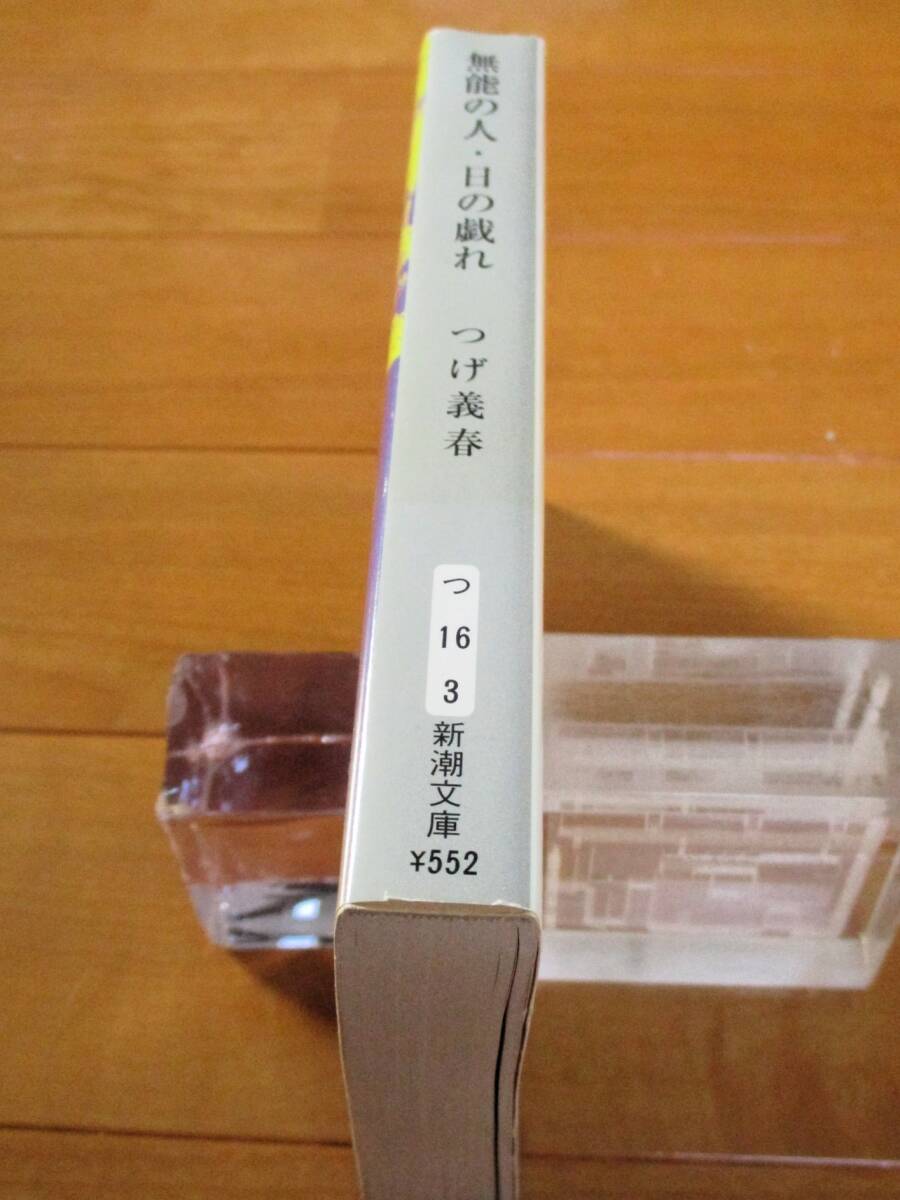 無能の人・日の戯れ つげ義春
つ
16
3
新潮文庫
¥552